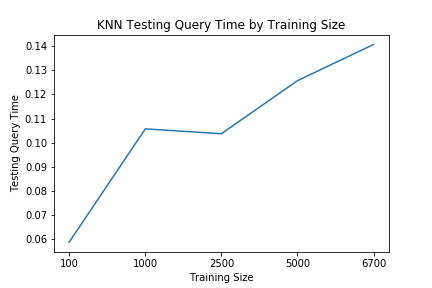 KNN Testing Query Time by Training Size
Testing Query Time
0.14
0.13
0.12
0.11
0.10
0.09
0.08
0.07
0.06
100 1000 2500 5000 6700
Training Size